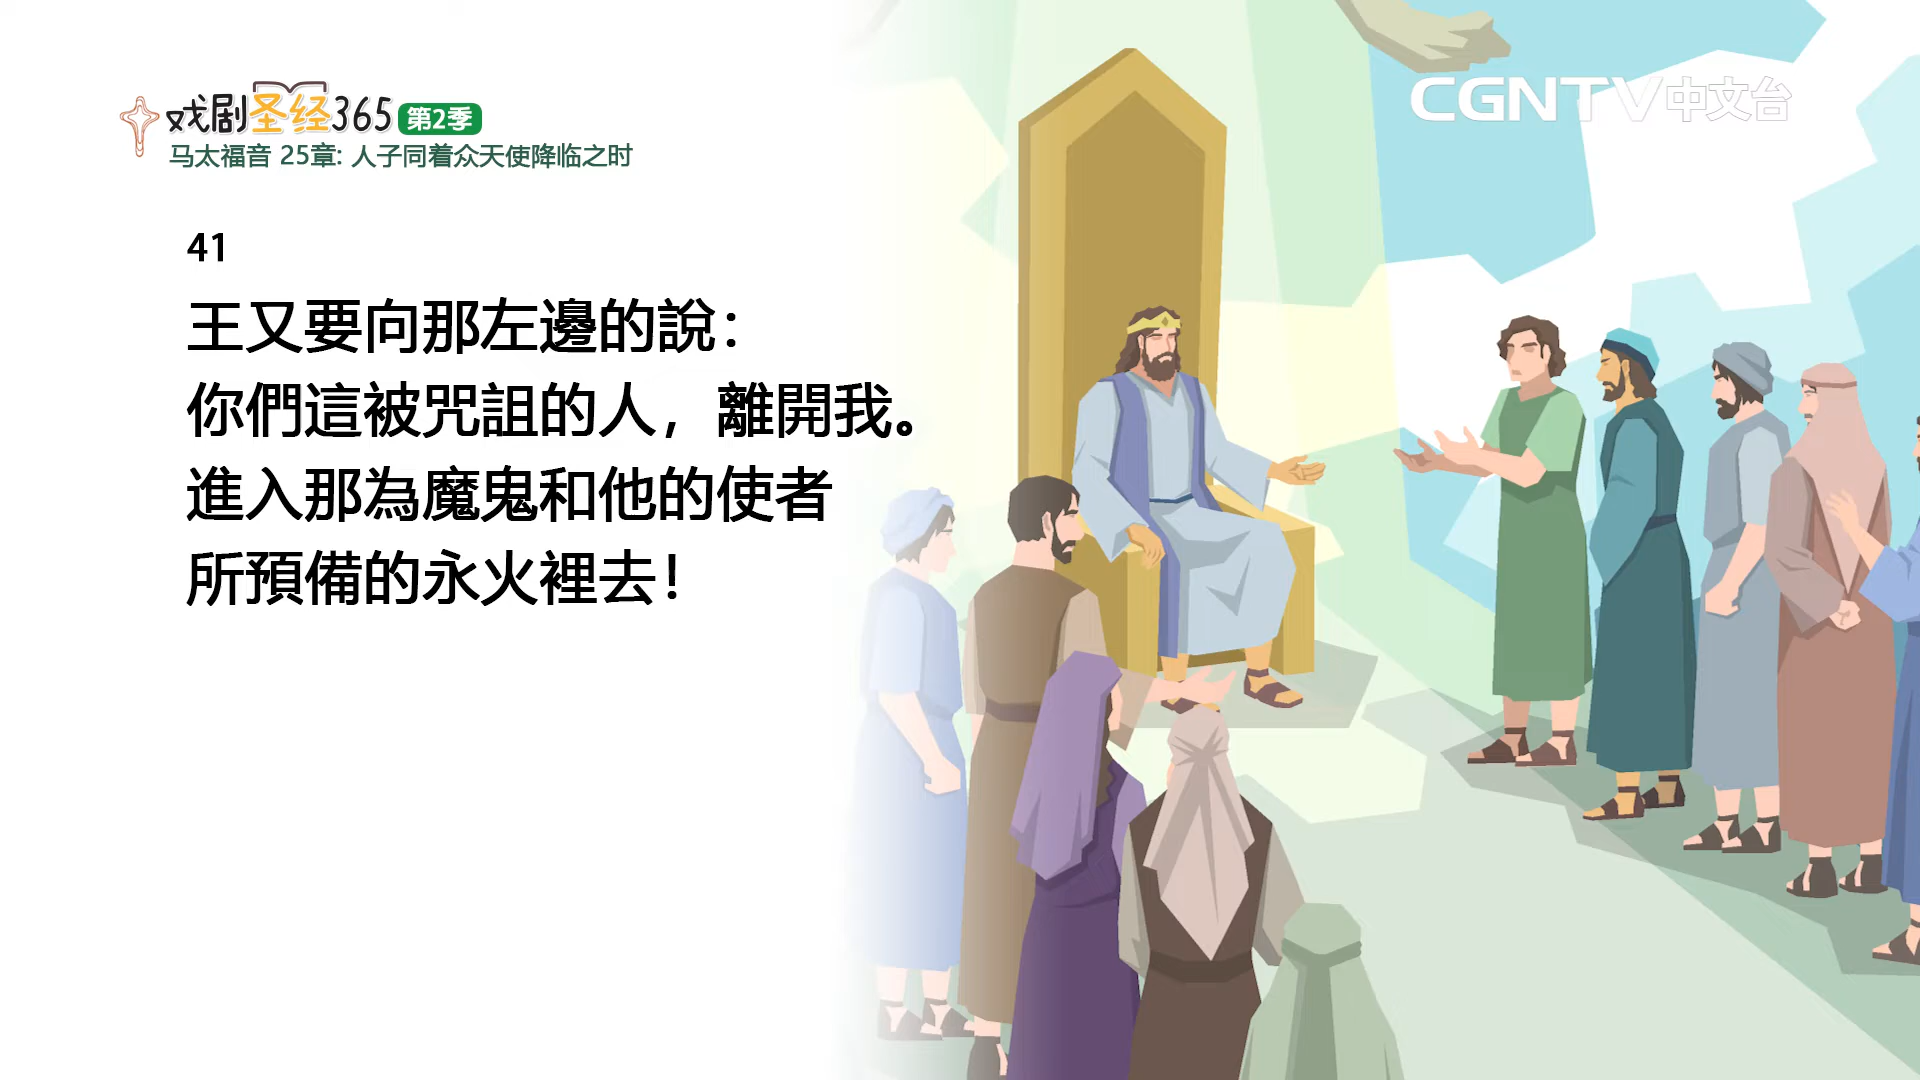 戏剧圣经365 第2季
马太福音 25章: 人子同着众天使降临之时
CGNTV中文台
41
王又要向那左邊的說：
你們這被咒詛的人，離開我。
進入那為魔鬼和他的使者
所預備的永火裡去！